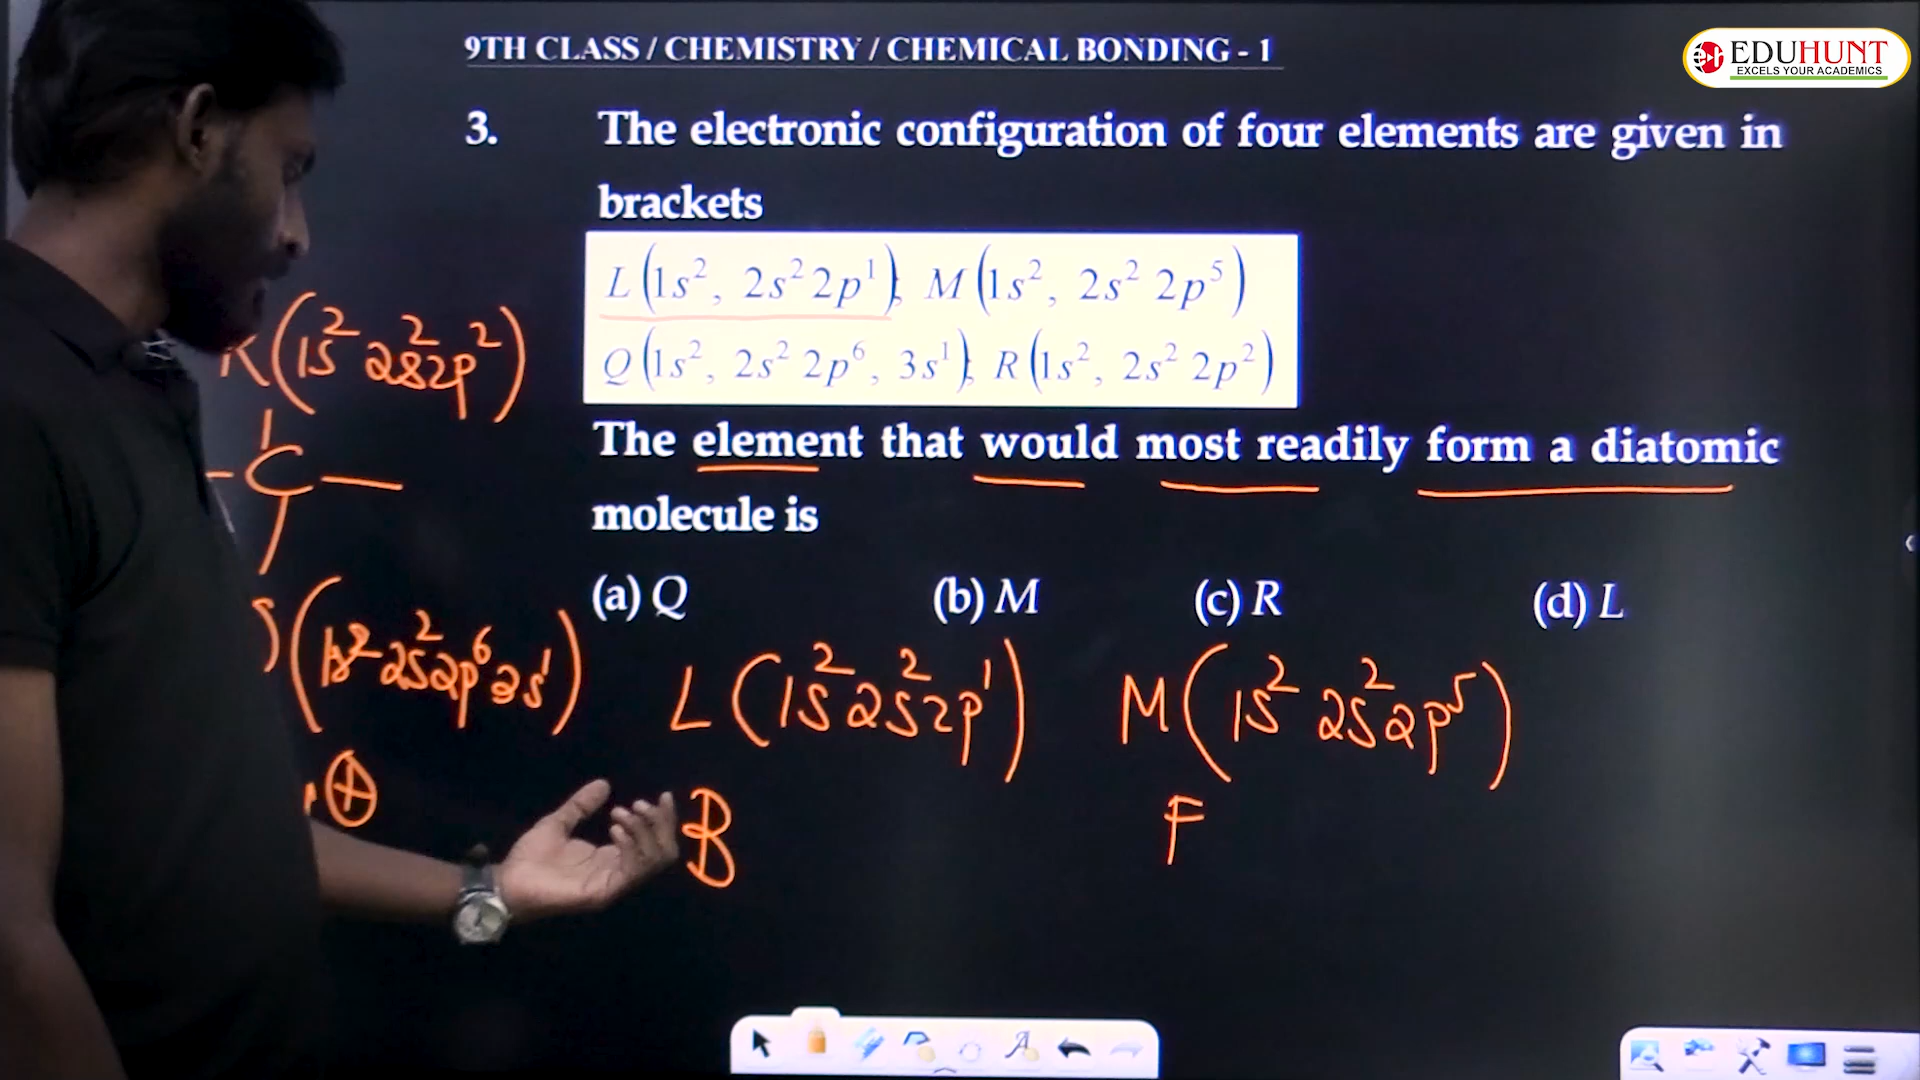 9TH CLASS / CHEMISTRY / CHEMICAL BONDING - 1
EDUHUNT
EXCELS YOUR ACADEMICS
3. The electronic configuration of four elements are given in
brackets
L(1s², 2s² 2p¹); M(1s², 2s² 2p⁵)
Q(1s², 2s² 2p⁶, 3s¹); R(1s², 2s² 2p²)
The element that would most readily form a diatomic
molecule is
(a) Q (b) M (c) R (d) L
R(1s² 2s² 2p²)
C
(1s² 2s² 2p⁶ 3s¹)
⊕
L(1s² 2s² 2p¹) M(1s² 2s² 2p⁵)
B F